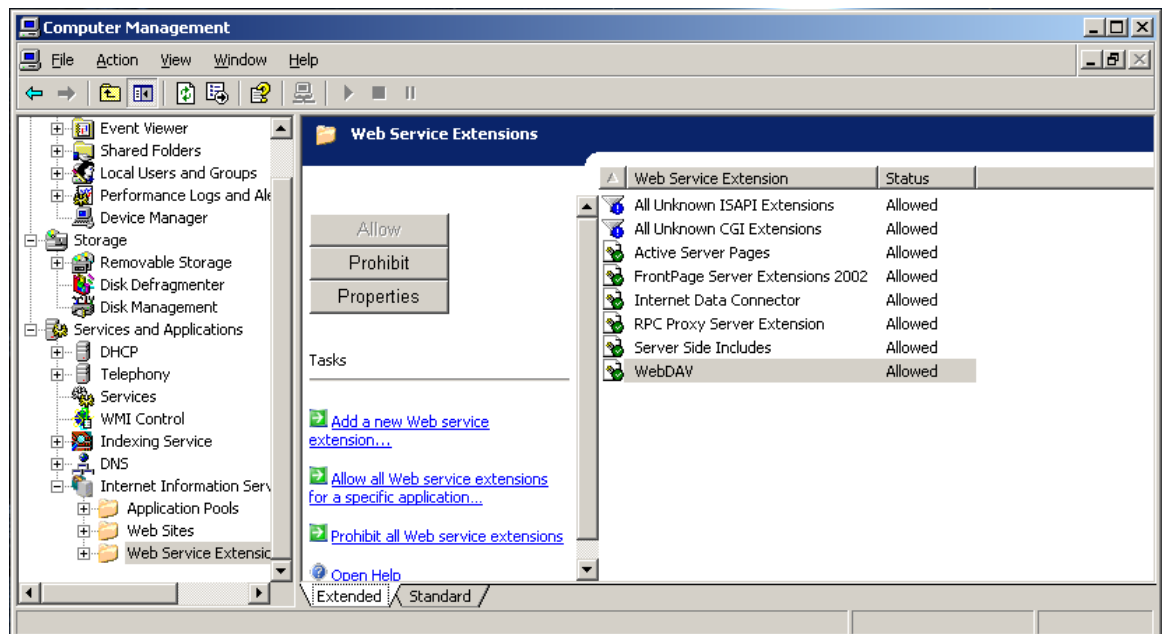 Computer Management
File Action View Window Help
Event Viewer
Shared Folders
Local Users and Groups
Performance Logs and Ale
Device Manager
Storage
Removable Storage
Disk Defragmenter
Disk Management
Services and Applications
DHCP
Telephony
Services
WMI Control
Indexing Service
DNS
Internet Information Serv
Application Pools
Web Sites
Web Service Extensic
Web Service Extensions
Allow
Prohibit
Properties
Tasks
Add a new Web service
extension...
Allow all Web service extensions
for a specific application...
Prohibit all Web service extensions
Open Help
Web Service Extension Status
All Unknown ISAPI Extensions Allowed
All Unknown CGI Extensions Allowed
Active Server Pages Allowed
FrontPage Server Extensions 2002 Allowed
Internet Data Connector Allowed
RPC Proxy Server Extension Allowed
Server Side Includes Allowed
WebDAV Allowed
Extended Standard